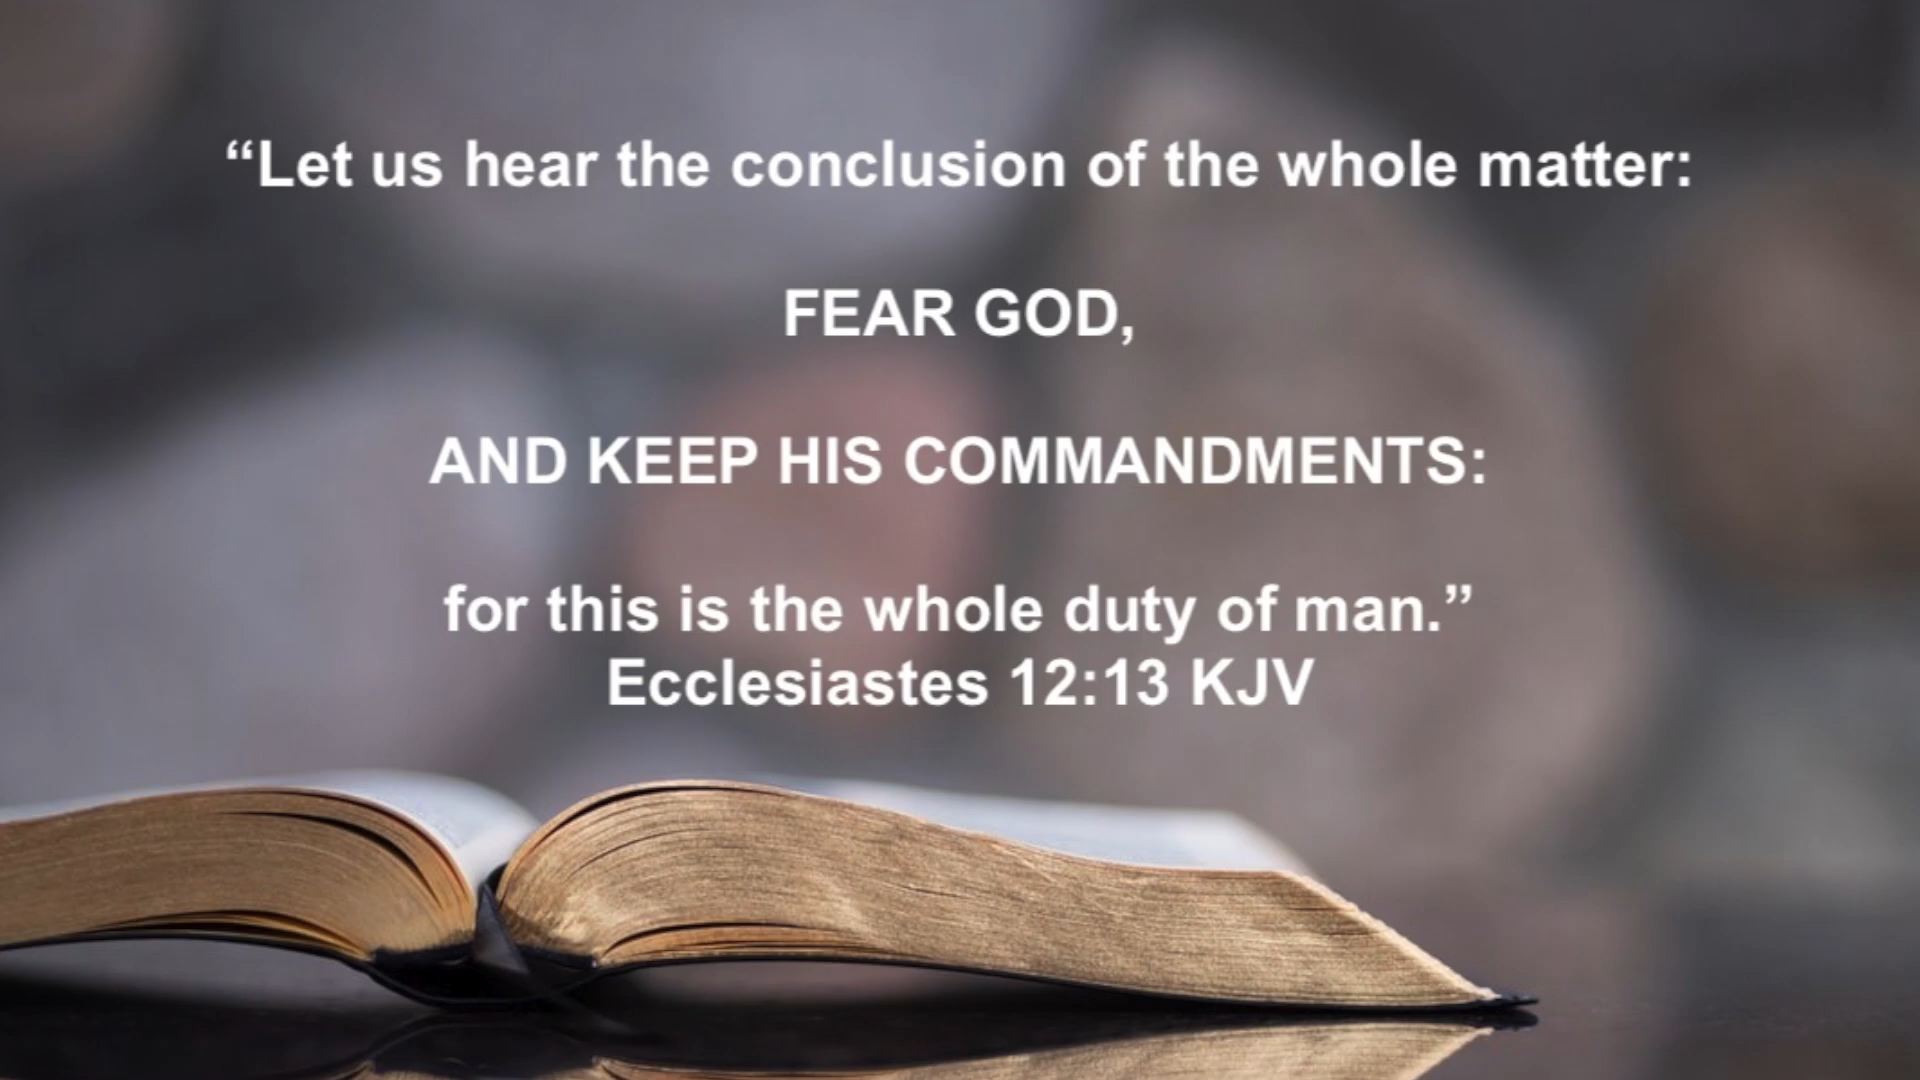 “Let us hear the conclusion of the whole matter:
FEAR GOD,
AND KEEP HIS COMMANDMENTS:
for this is the whole duty of man.”
Ecclesiastes 12:13 KJV